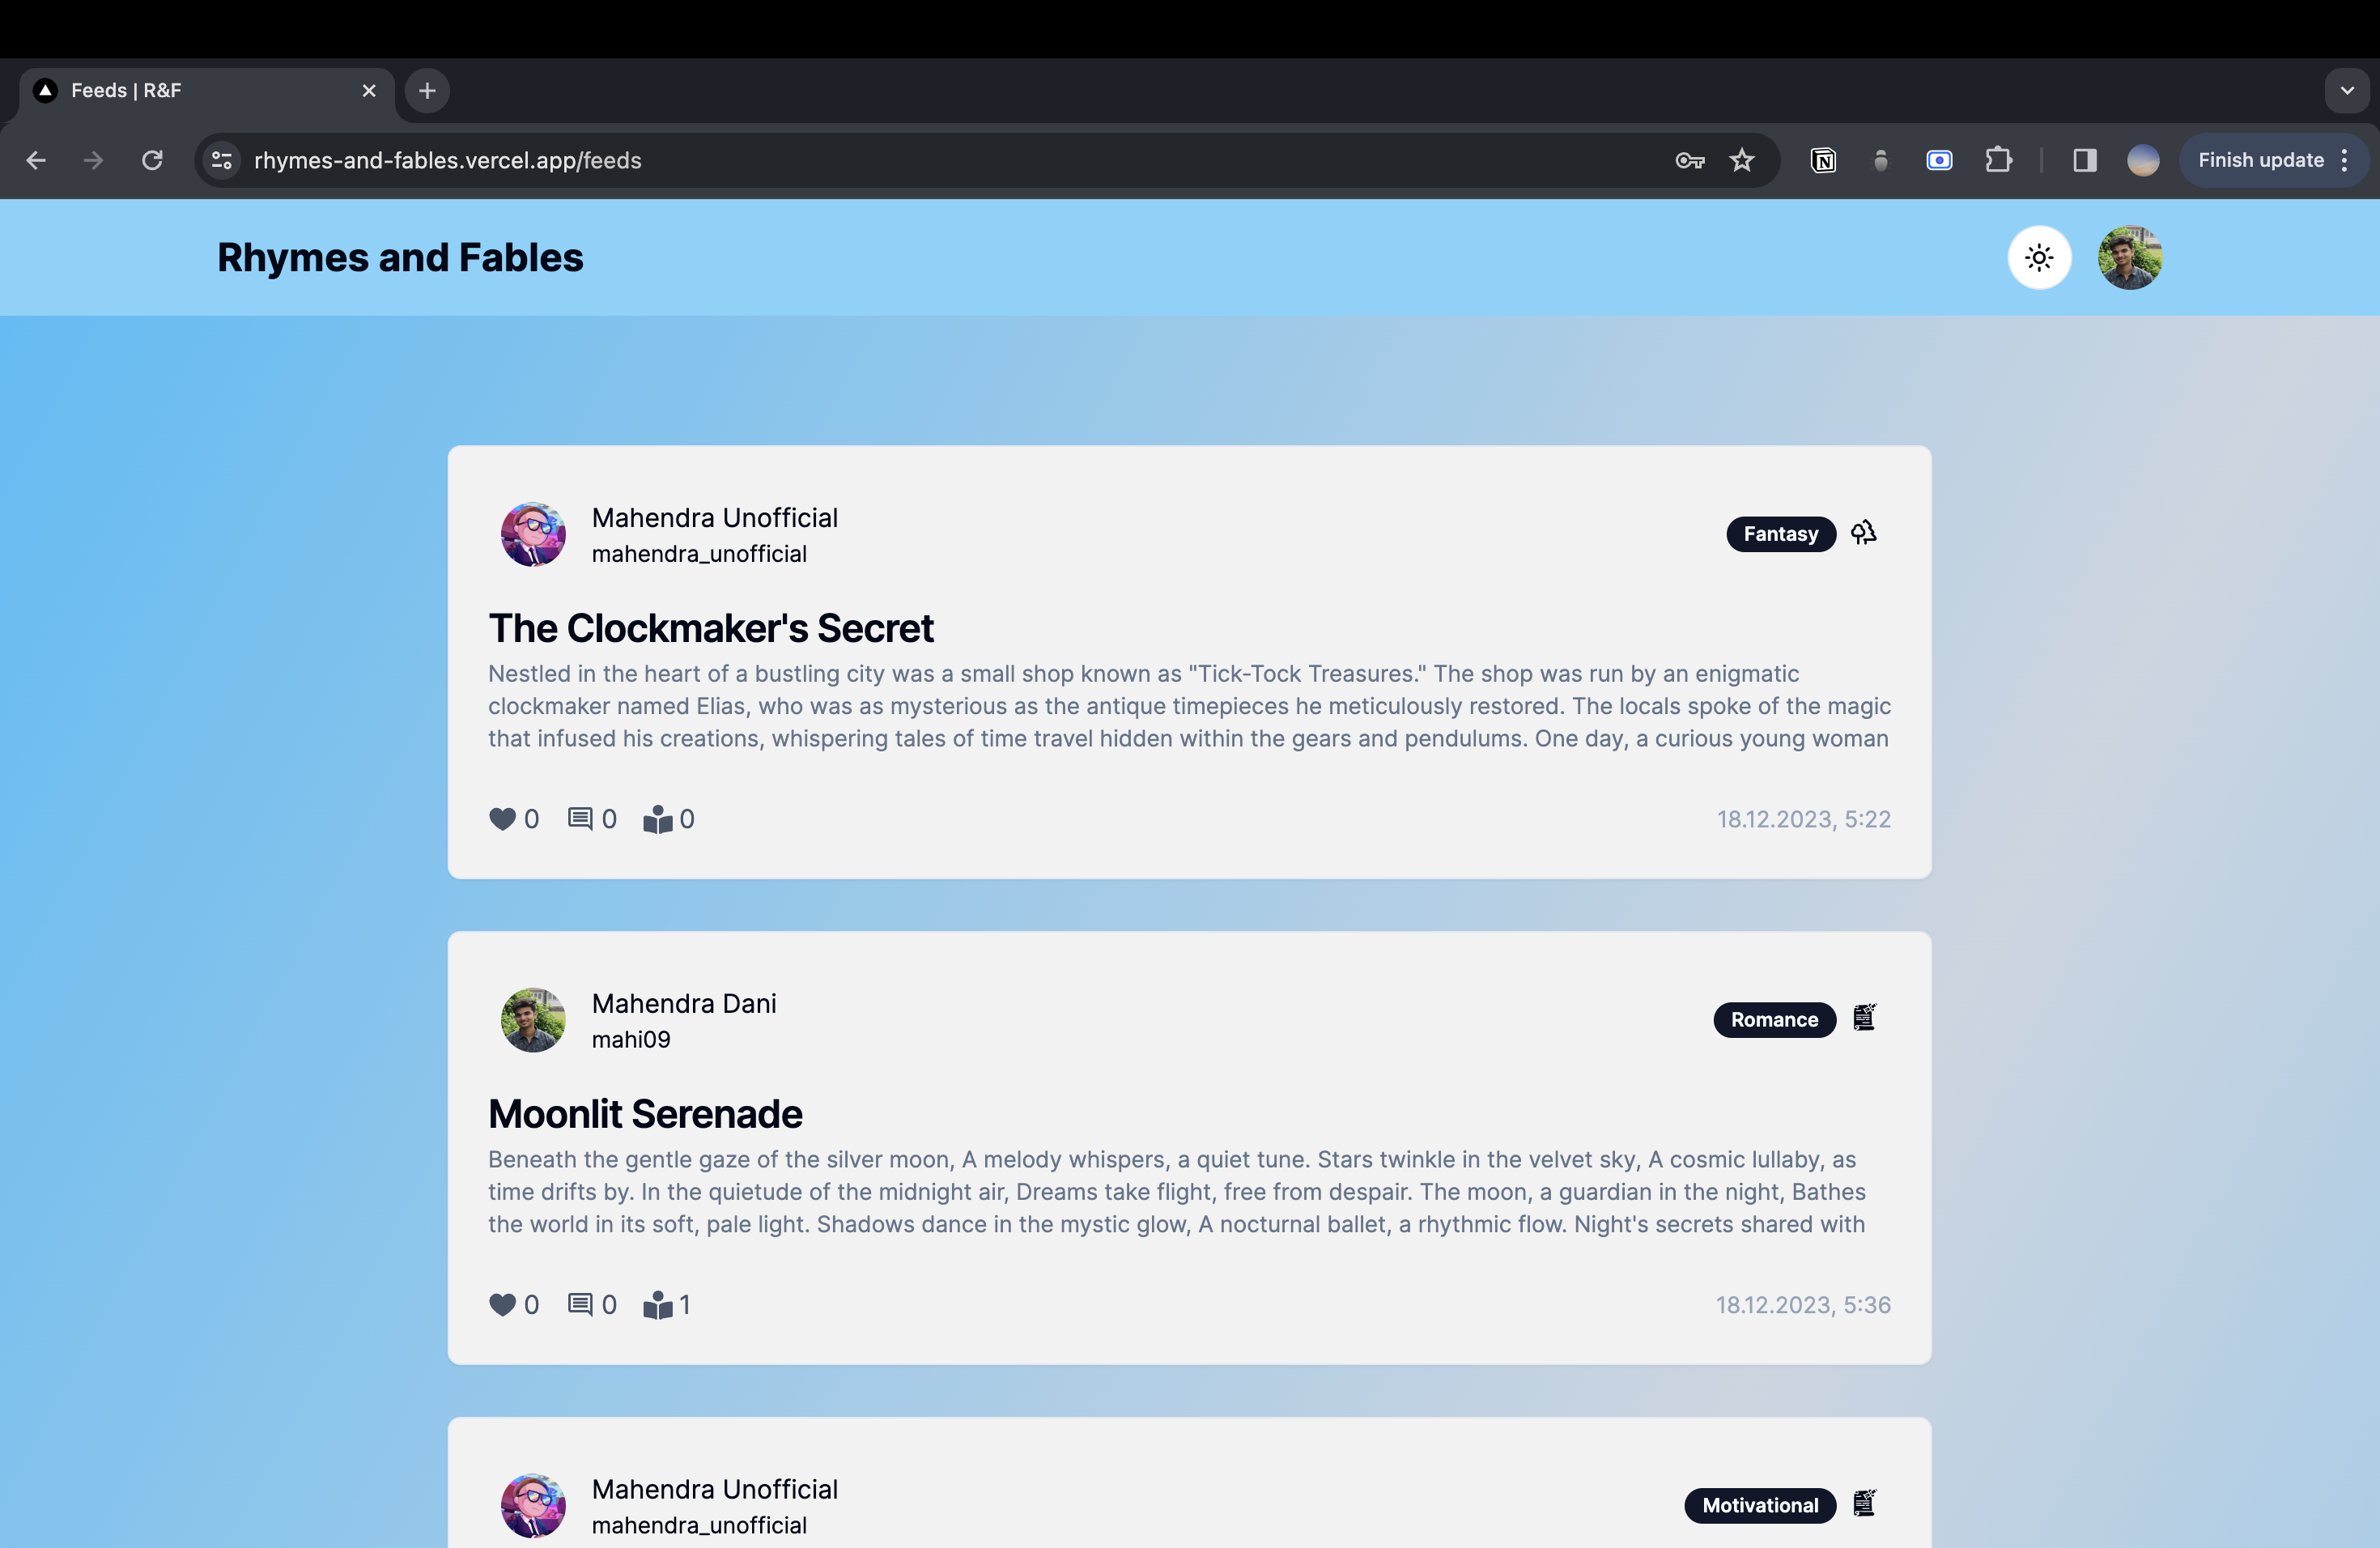 Feeds | R&F
rhymes-and-fables.vercel.app/feeds
Finish update
Rhymes and Fables
Mahendra Unofficial
mahendra_unofficial
Fantasy
The Clockmaker's Secret
Nestled in the heart of a bustling city was a small shop known as "Tick-Tock Treasures." The shop was run by an enigmatic
clockmaker named Elias, who was as mysterious as the antique timepieces he meticulously restored. The locals spoke of the magic
that infused his creations, whispering tales of time travel hidden within the gears and pendulums. One day, a curious young woman
0 0 0 18.12.2023, 5:22
Mahendra Dani
mahi09
Romance
Moonlit Serenade
Beneath the gentle gaze of the silver moon, A melody whispers, a quiet tune. Stars twinkle in the velvet sky, A cosmic lullaby, as
time drifts by. In the quietude of the midnight air, Dreams take flight, free from despair. The moon, a guardian in the night, Bathes
the world in its soft, pale light. Shadows dance in the mystic glow, A nocturnal ballet, a rhythmic flow. Night's secrets shared with
0 0 1 18.12.2023, 5:36
Mahendra Unofficial
mahendra_unofficial
Motivational